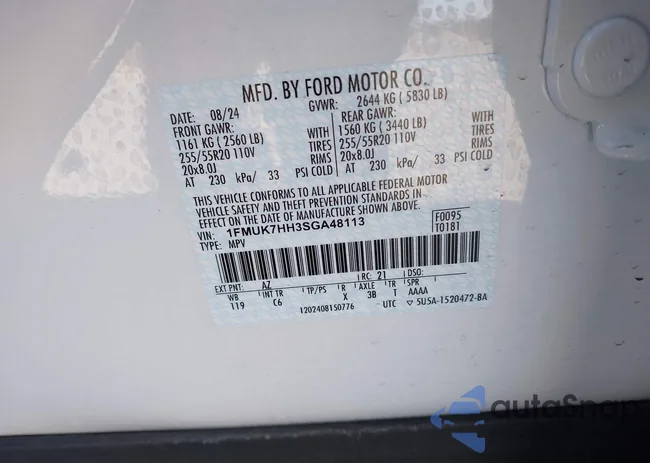 MFD. BY FORD MOTOR CO.
DATE: 08/24 GVWR: 2644 KG ( 5830 LB)
FRONT GAWR: REAR GAWR:
1161 KG ( 2560 LB) WITH 1560 KG ( 3440 LB) WITH
255/55R20 110V TIRES 255/55R20 110V TIRES
20x8.0J RIMS 20x8.0J RIMS
AT 230 kPa/ 33 PSI COLD AT 230 kPa/ 33 PSI COLD
THIS VEHICLE CONFORMS TO ALL APPLICABLE FEDERAL MOTOR
VEHICLE SAFETY AND THEFT PREVENTION STANDARDS IN
EFFECT ON THE DATE OF MANUFACTURE SHOWN ABOVE.
VIN: 1FMUK7HH3SGA48113 F0095
TYPE: MPV T0181
EXT PNT: AZ RC: 21 DSO:
WB INT TR TP/PS R AXLE TR SPR
119 C6 X 3B T AAAA
1202408150776 UTC ▽ 5U5A-1520472-BA
autoSnap